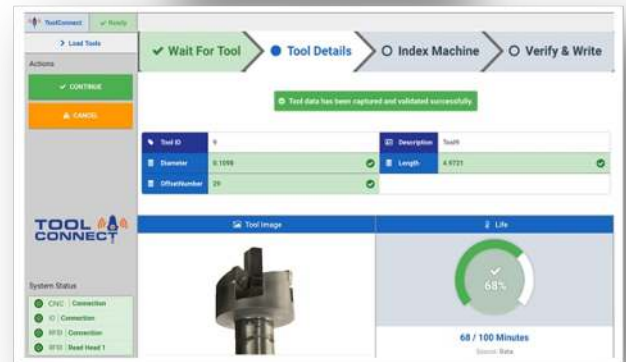 ToolConnect ✓ Ready
> Load Tools
Actions
✓ CONTINUE
CANCEL
✓ Wait For Tool
Tool Details
Index Machine
Verify & Write
Tool data has been captured and validated successfully.
Tool ID 9
Description Tool9
Diameter 0.1098
Length 4.9721
OffsetNumber 29
TOOL CONNECT
Tool Image
Life
68%
68 / 100 Minutes
Source: Data
System Status
CNC Connection
IO Connection
RFID Connection
RFID Read Head 1